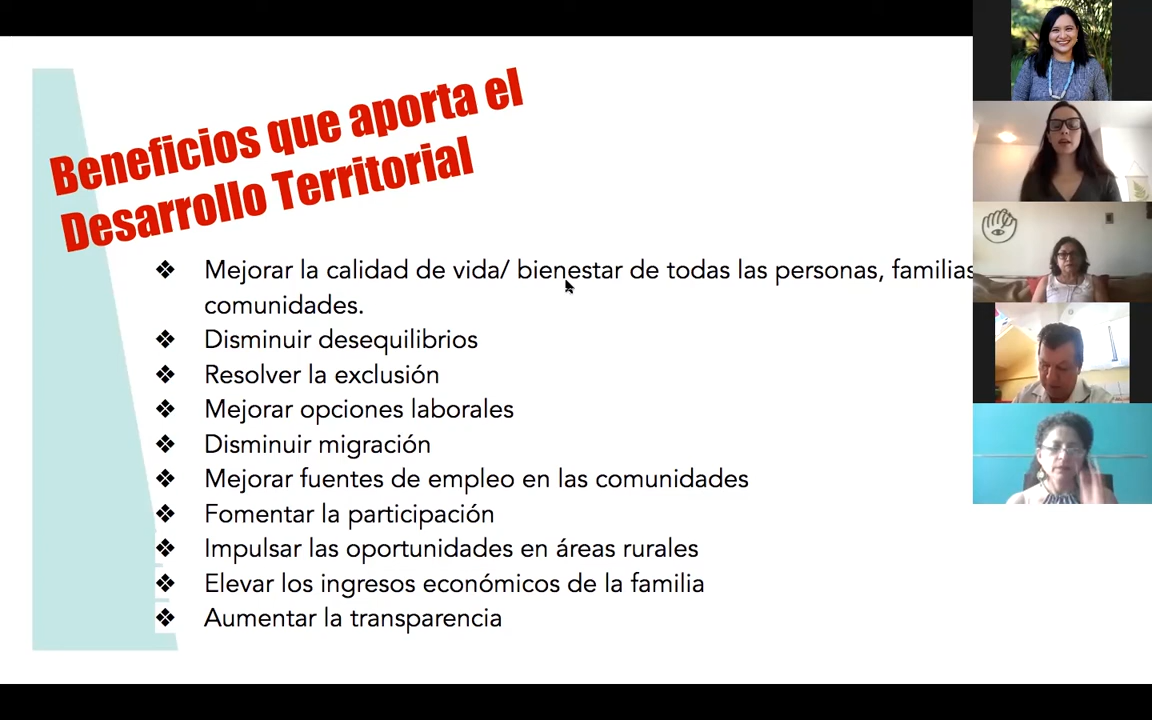 Beneficios que aporta el
Desarrollo Territorial
❖ Mejorar la calidad de vida/ bienestar de todas las personas, familias
comunidades.
❖ Disminuir desequilibrios
❖ Resolver la exclusión
❖ Mejorar opciones laborales
❖ Disminuir migración
❖ Mejorar fuentes de empleo en las comunidades
❖ Fomentar la participación
❖ Impulsar las oportunidades en áreas rurales
❖ Elevar los ingresos económicos de la familia
❖ Aumentar la transparencia